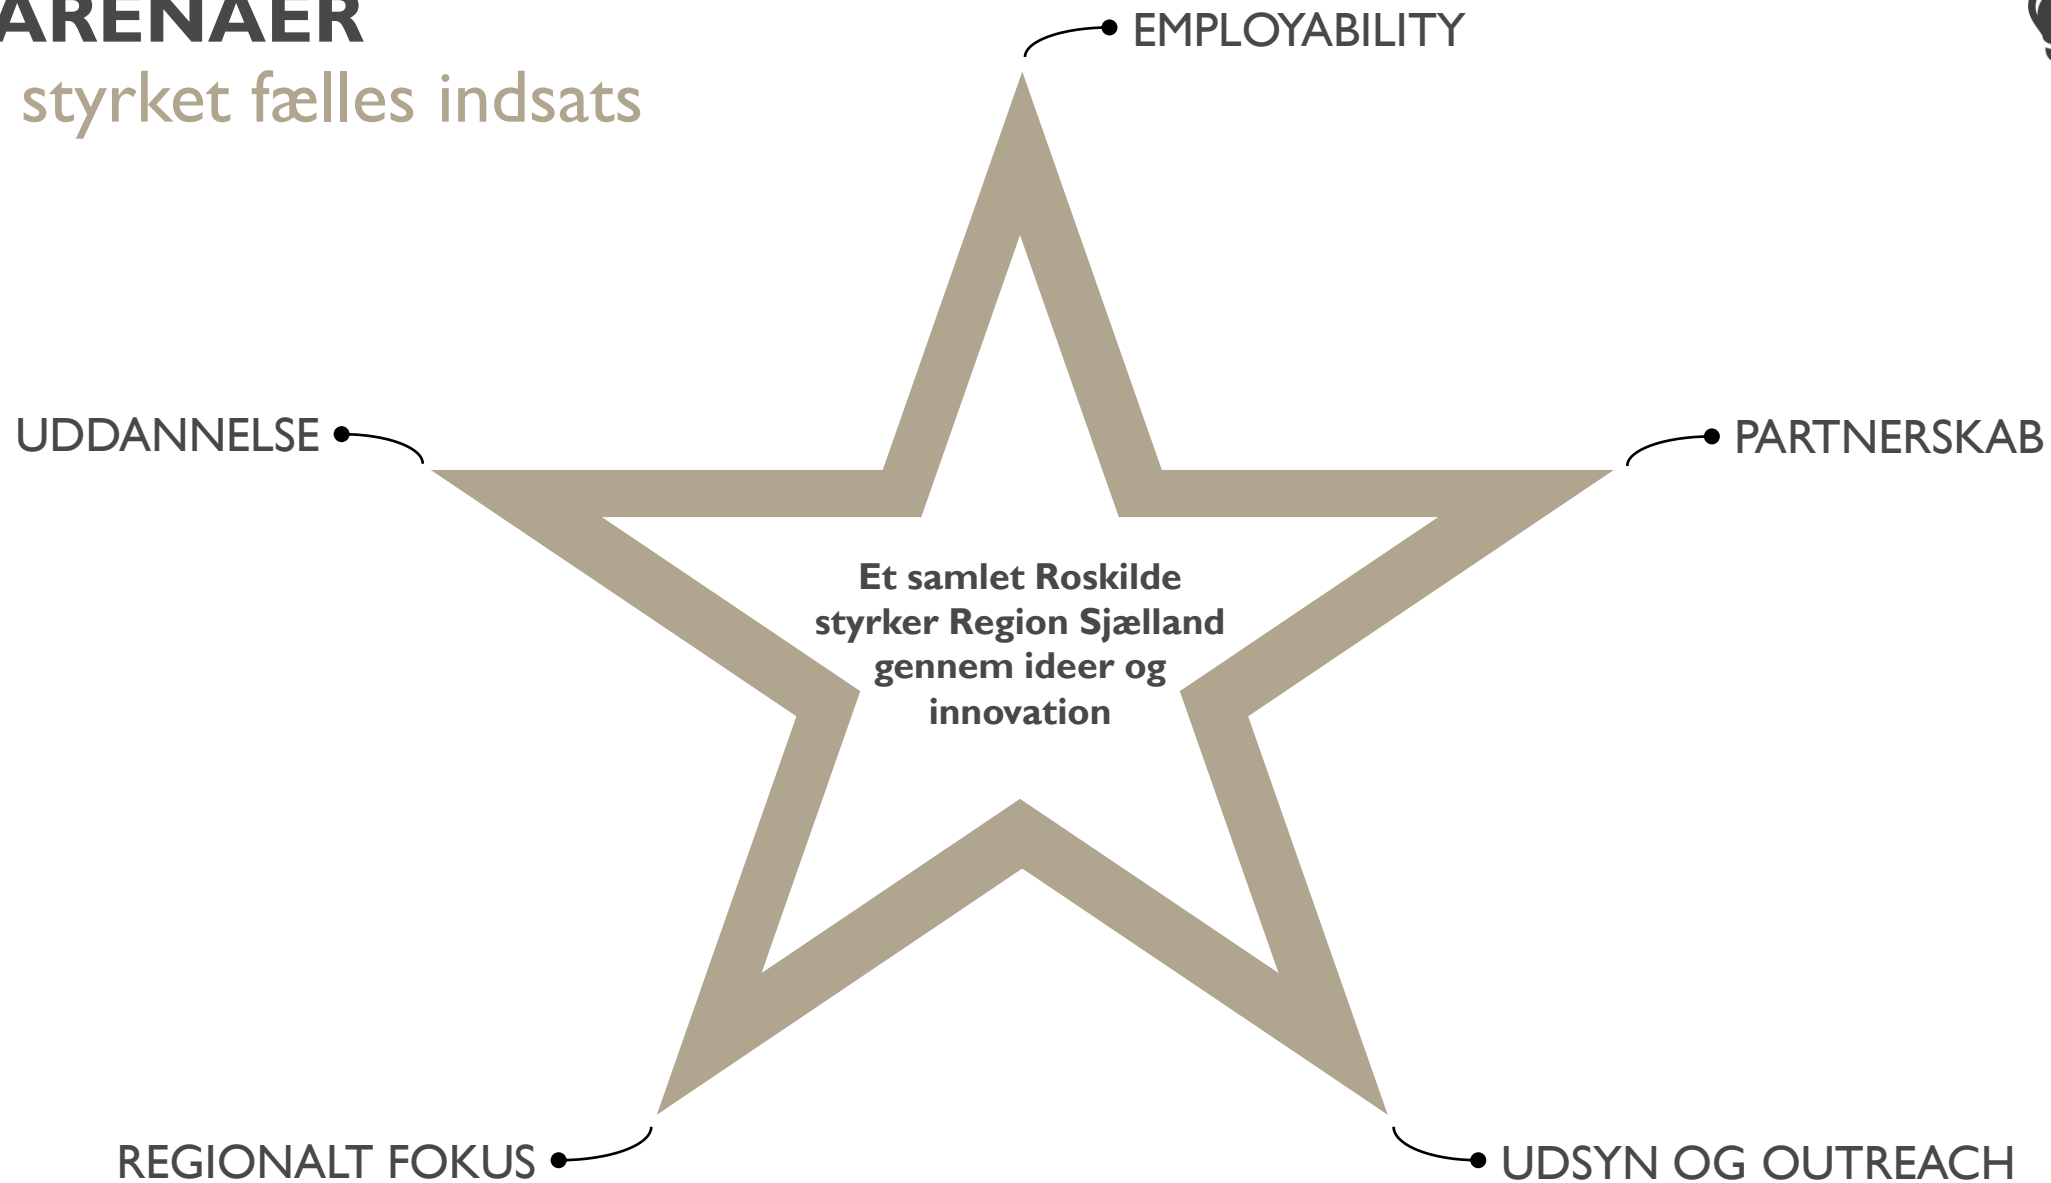 ARENAER
styrket fælles indsats
EMPLOYABILITY
UDDANNELSE
PARTNERSKAB
Et samlet Roskilde
styrker Region Sjælland
gennem ideer og
innovation
REGIONALT FOKUS
UDSYN OG OUTREACH